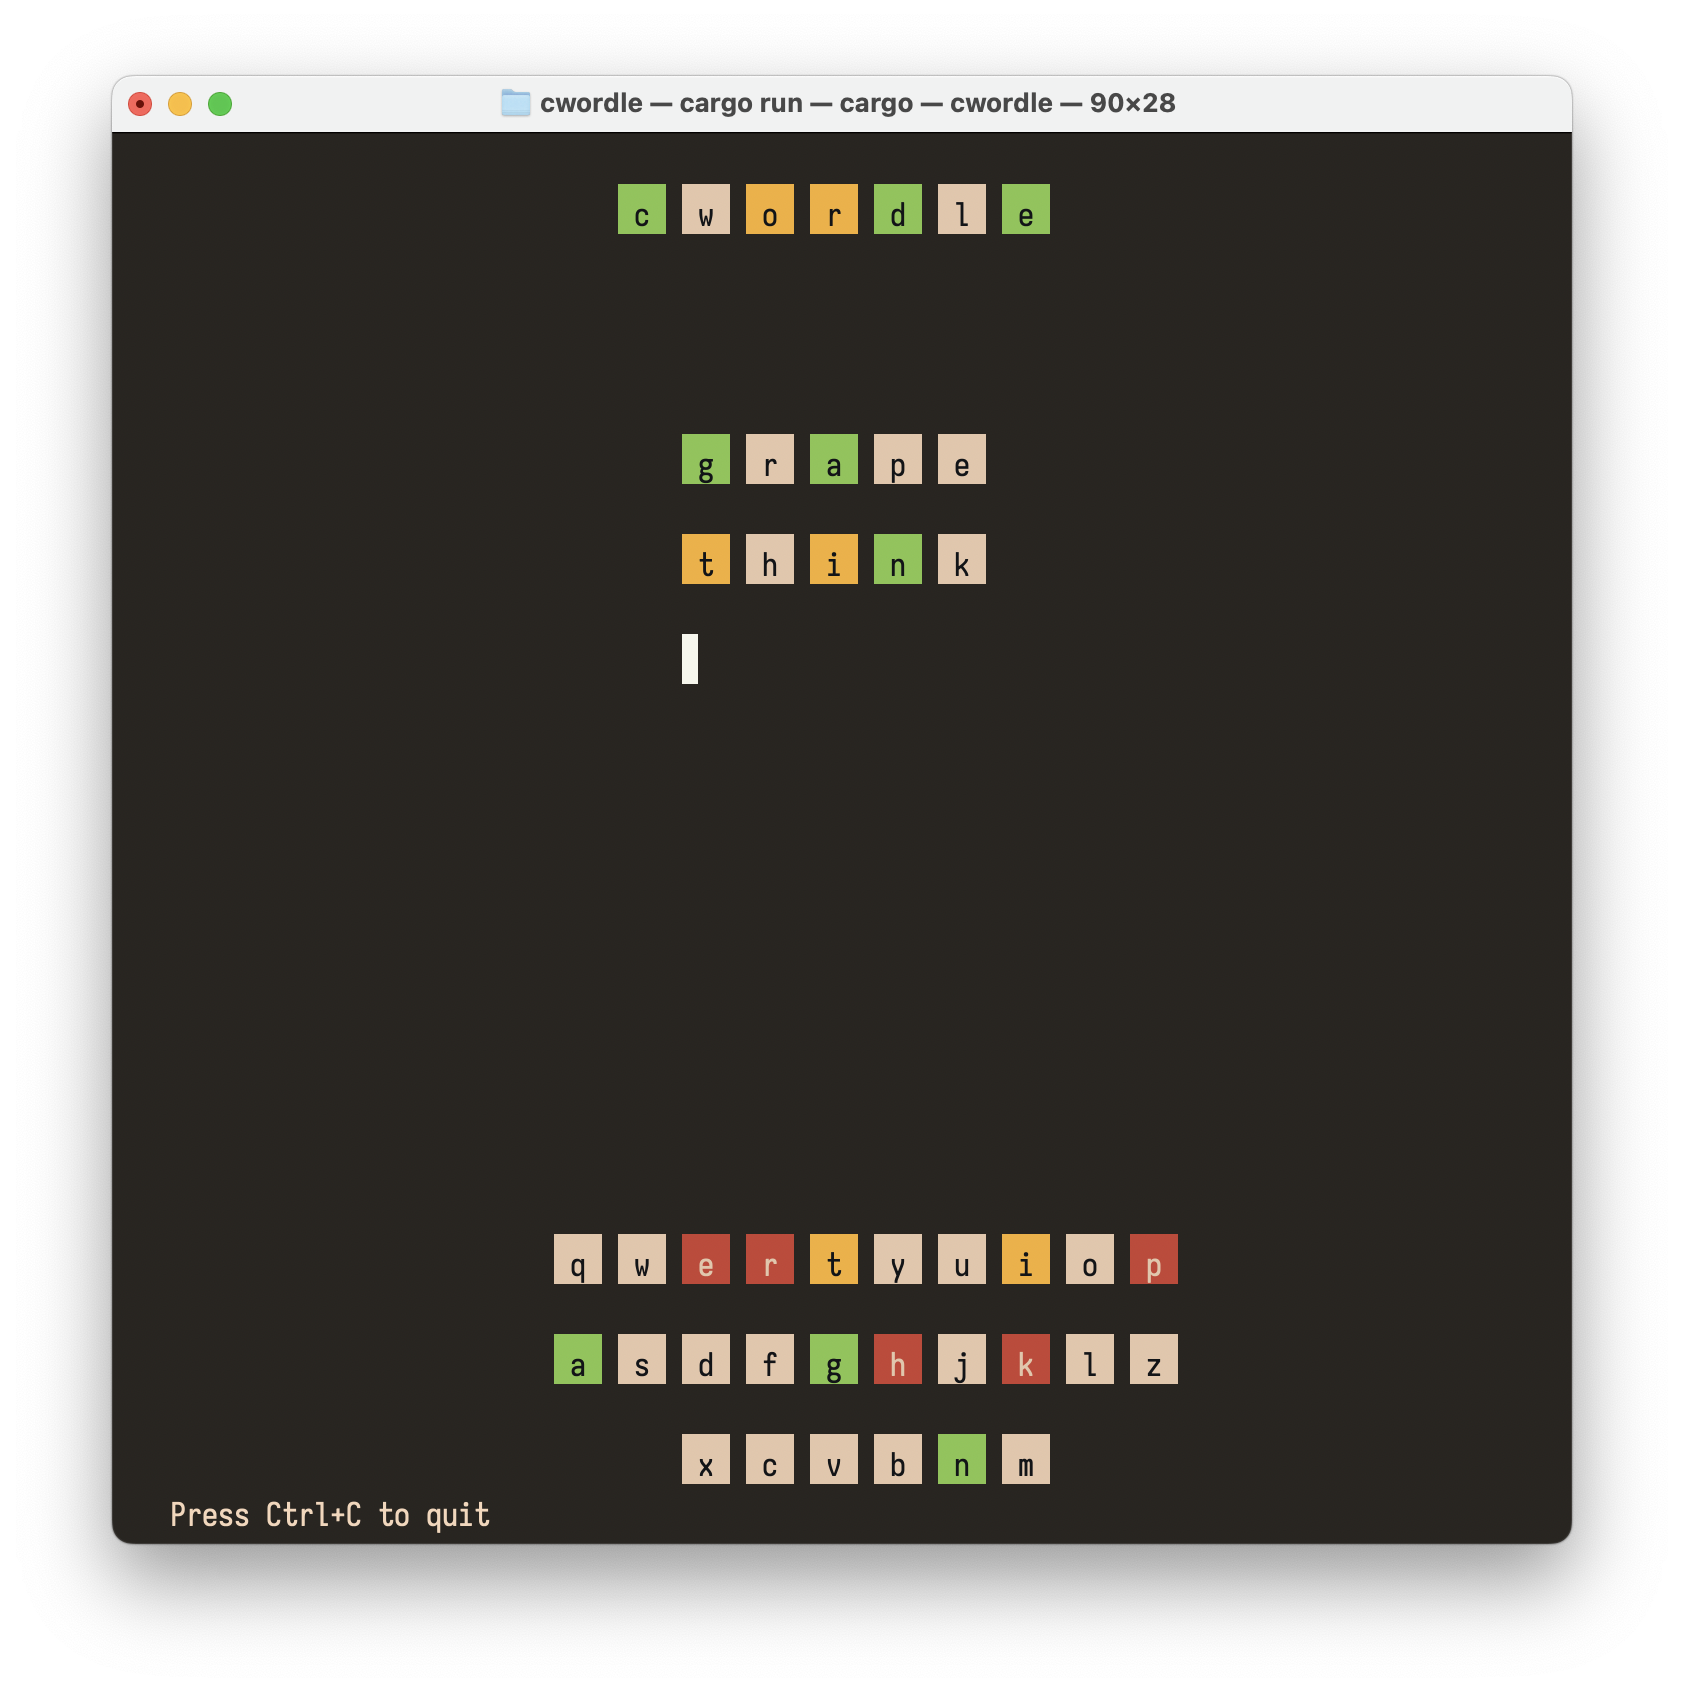 cwordle — cargo run — cargo — cwordle — 90×28
c w o r d l e
g r a p e
t h i n k
q w e r t y u i o p
a s d f g h j k l z
x c v b n m
Press Ctrl+C to quit